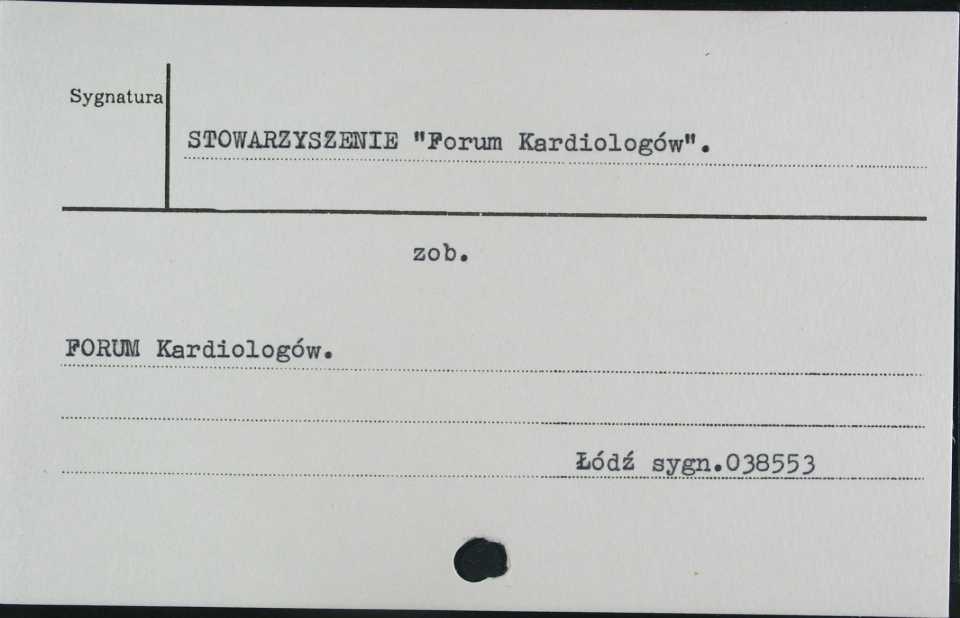 Sygnatura
STOWARZYSZENIE "Forum Kardiologów".
zob.
FORUM Kardiologów.
Łódź sygn.038553